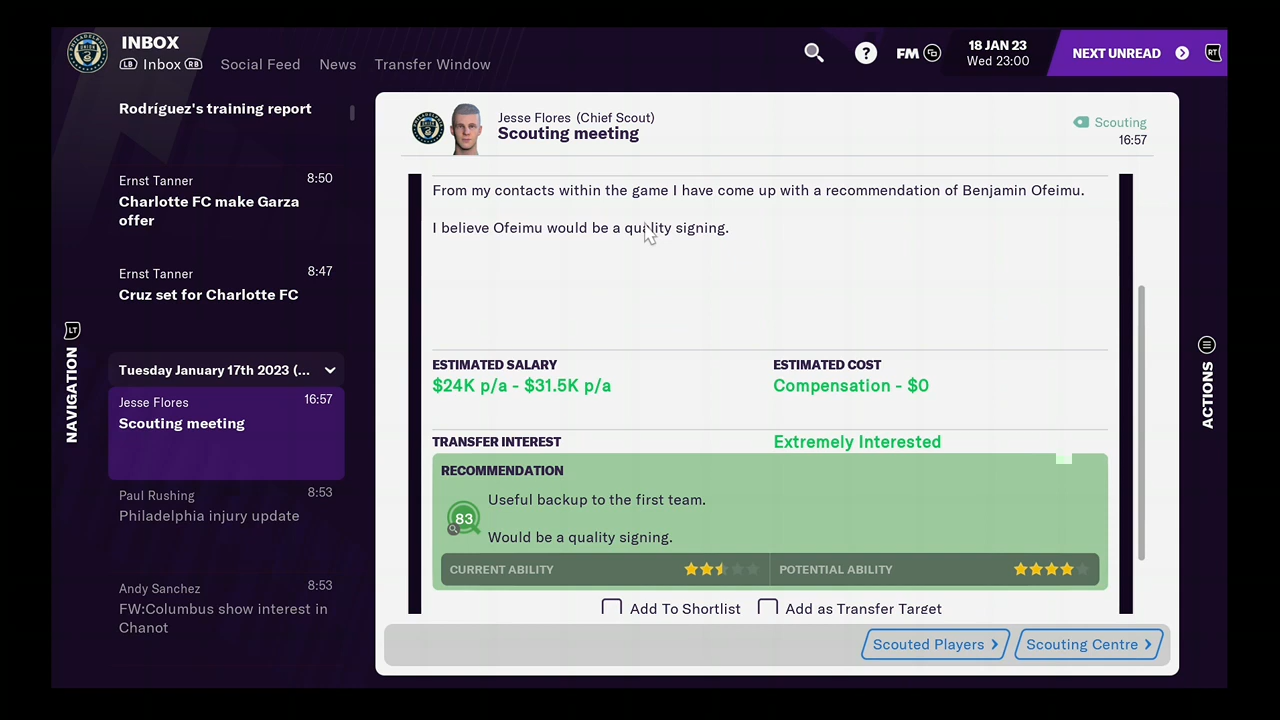 INBOX
LB Inbox RB
Social Feed
News
Transfer Window
?
FM
18 JAN 23
Wed 23:00
NEXT UNREAD
RT
LT
NAVIGATION
Rodríguez's training report
Ernst Tanner 8:50
Charlotte FC make Garza
offer
Ernst Tanner 8:47
Cruz set for Charlotte FC
Tuesday January 17th 2023 (...
Jesse Flores 16:57
Scouting meeting
Paul Rushing 8:53
Philadelphia injury update
Andy Sanchez 8:53
FW:Columbus show interest in
Chanot
Jesse Flores (Chief Scout)
Scouting meeting
Scouting
16:57
From my contacts within the game I have come up with a recommendation of Benjamin Ofeimu.
I believe Ofeimu would be a quality signing.
ESTIMATED SALARY
$24K p/a - $31.5K p/a
ESTIMATED COST
Compensation - $0
TRANSFER INTEREST
Extremely Interested
RECOMMENDATION
83
Useful backup to the first team.
Would be a quality signing.
CURRENT ABILITY
POTENTIAL ABILITY
Add To Shortlist
Add as Transfer Target
Scouted Players
Scouting Centre
ACTIONS